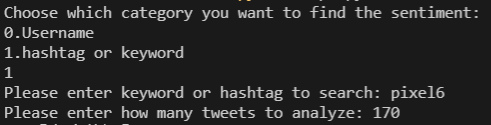 Choose which category you want to find the sentiment:
0.Username
1.hashtag or keyword
1
Please enter keyword or hashtag to search: pixel6
Please enter how many tweets to analyze: 170